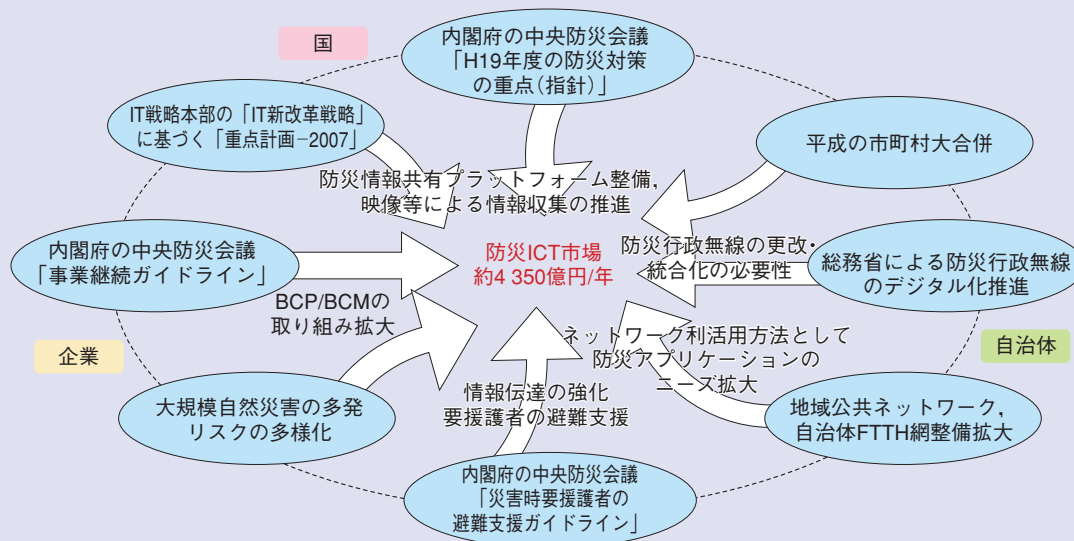 国
内閣府の中央防災会議
「H19年度の防災対策
の重点（指針）」
IT戦略本部の「IT新改革戦略」
に基づく「重点計画−2007」
平成の市町村大合併
防災情報共有プラットフォーム整備，
映像等による情報収集の推進
内閣府の中央防災会議
「事業継続ガイドライン」
防災ICT市場
約4 350億円/年
防災行政無線の更改・
統合化の必要性
総務省による防災行政無線
のデジタル化推進
BCP/BCMの
取り組み拡大
ネットワーク利活用方法として
防災アプリケーションの
ニーズ拡大
企業
自治体
大規模自然災害の多発
リスクの多様化
情報伝達の強化
要援護者の避難支援
地域公共ネットワーク，
自治体FTTH網整備拡大
内閣府の中央防災会議
「災害時要援護者の
避難支援ガイドライン」